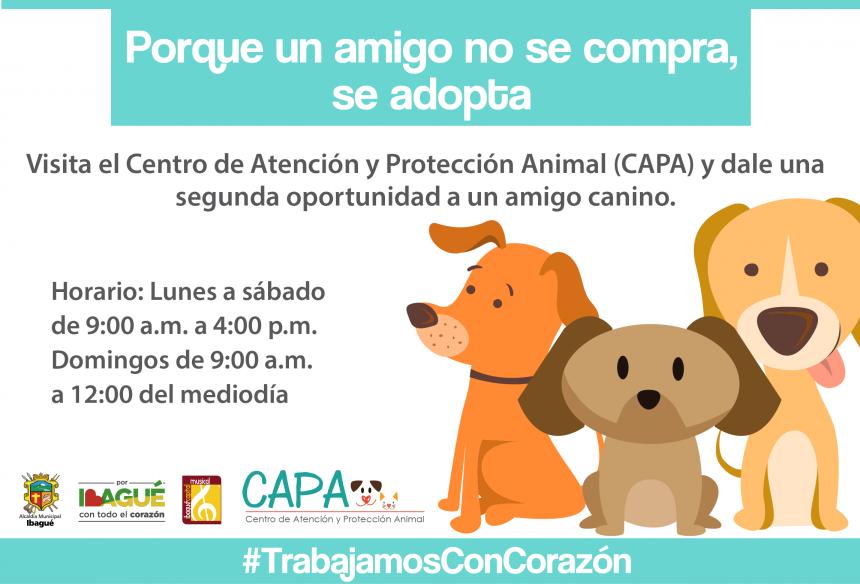 Porque un amigo no se compra,
se adopta
Visita el Centro de Atención y Protección Animal (CAPA) y dale una
segunda oportunidad a un amigo canino.
Horario: Lunes a sábado
de 9:00 a.m. a 4:00 p.m.
Domingos de 9:00 a.m.
a 12:00 del mediodía
Alcaldía Municipal
Ibagué
por
IBAGUÉ
con todo el corazón
musical
ibaguécapital
CAPA
Centro de Atención y Protección Animal
#TrabajamosConCorazón